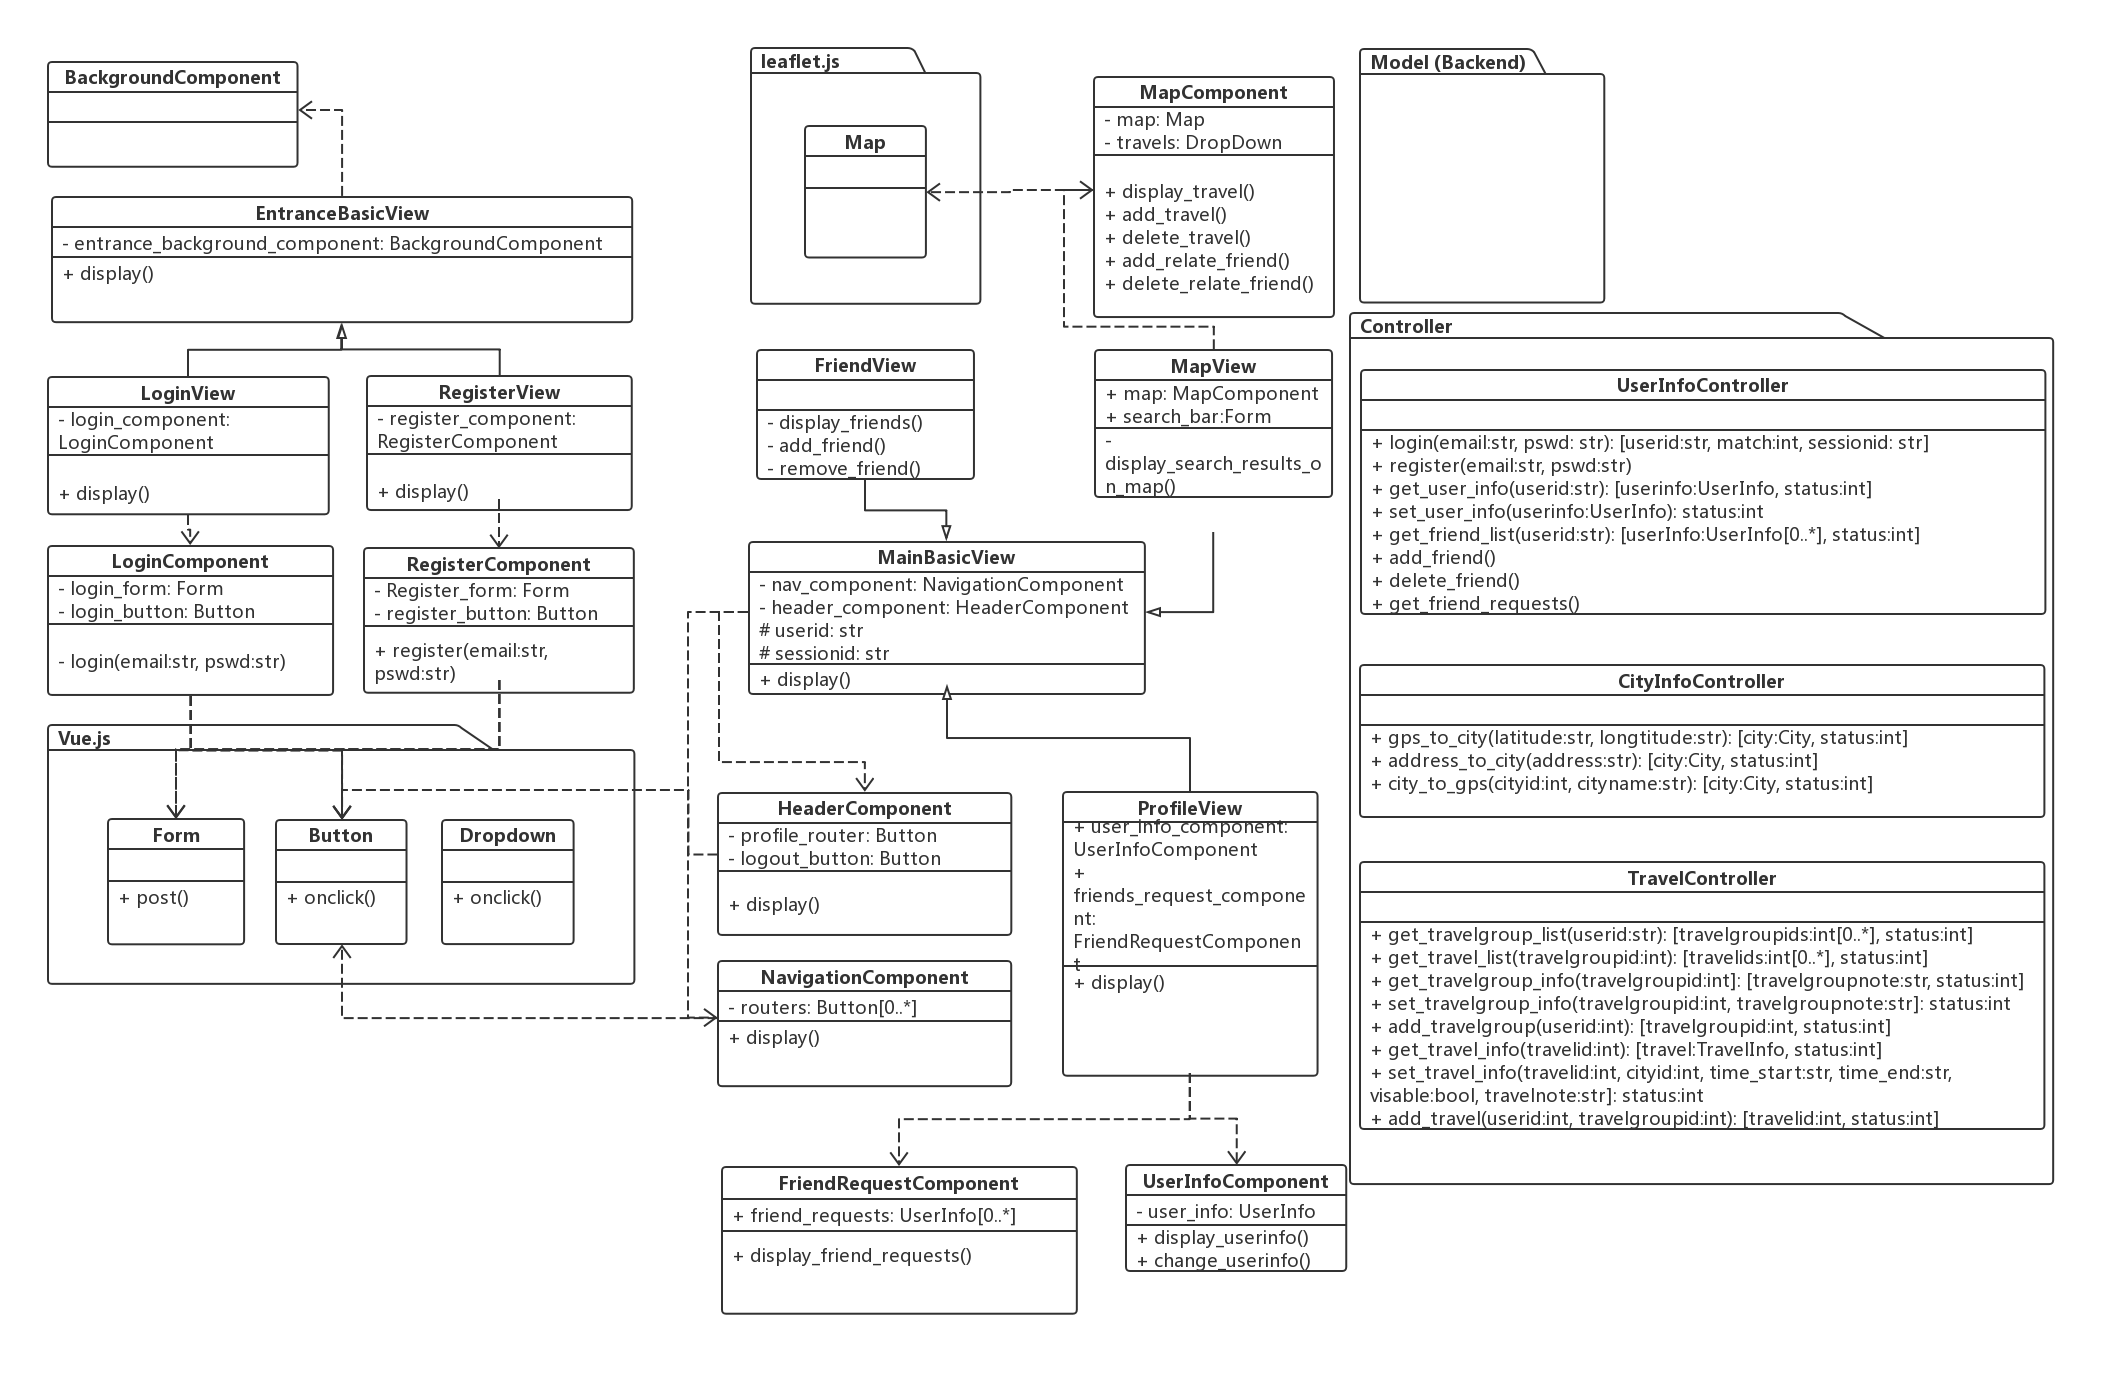 BackgroundComponent
EntranceBasicView
- entrance_background_component: BackgroundComponent
+ display()
LoginView
- login_component:
LoginComponent
+ display()
RegisterView
- register_component:
RegisterComponent
+ display()
LoginComponent
- login_form: Form
- login_button: Button
- login(email:str, pswd:str)
RegisterComponent
- Register_form: Form
- register_button: Button
+ register(email:str,
pswd:str)
Vue.js
Form
+ post()
Button
+ onclick()
Dropdown
+ onclick()
leaflet.js
Map
MapComponent
- map: Map
- travels: DropDown
+ display_travel()
+ add_travel()
+ delete_travel()
+ add_relate_friend()
+ delete_relate_friend()
FriendView
- display_friends()
- add_friend()
- remove_friend()
MapView
+ map: MapComponent
+ search_bar:Form
-
display_search_results_o
n_map()
MainBasicView
- nav_component: NavigationComponent
- header_component: HeaderComponent
# userid: str
# sessionid: str
+ display()
HeaderComponent
- profile_router: Button
- logout_button: Button
+ display()
NavigationComponent
- routers: Button[0..*]
+ display()
ProfileView
+ user_info_component:
UserInfoComponent
+
friends_request_compone
nt:
FriendRequestComponen
t
+ display()
FriendRequestComponent
+ friend_requests: UserInfo[0..*]
+ display_friend_requests()
UserInfoComponent
- user_info: UserInfo
+ display_userinfo()
+ change_userinfo()
Model (Backend)
Controller
UserInfoController
+ login(email:str, pswd: str): [userid:str, match:int, sessionid: str]
+ register(email:str, pswd:str)
+ get_user_info(userid:str): [userinfo:UserInfo, status:int]
+ set_user_info(userinfo:UserInfo): status:int
+ get_friend_list(userid:str): [userInfo:UserInfo[0..*], status:int]
+ add_friend()
+ delete_friend()
+ get_friend_requests()
CityInfoController
+ gps_to_city(latitude:str, longtitude:str): [city:City, status:int]
+ address_to_city(address:str): [city:City, status:int]
+ city_to_gps(cityid:int, cityname:str): [city:City, status:int]
TravelController
+ get_travelgroup_list(userid:str): [travelgroupids:int[0..*], status:int]
+ get_travel_list(travelgroupid:int): [travelids:int[0..*], status:int]
+ get_travelgroup_info(travelgroupid:int]: [travelgroupnote:str, status:int]
+ set_travelgroup_info(travelgroupid:int, travelgroupnote:str]: status:int
+ add_travelgroup(userid:int): [travelgroupid:int, status:int]
+ get_travel_info(travelid:int): [travel:TravelInfo, status:int]
+ set_travel_info(travelid:int, cityid:int, time_start:str, time_end:str,
visable:bool, travelnote:str]: status:int
+ add_travel(userid:int, travelgroupid:int): [travelid:int, status:int]